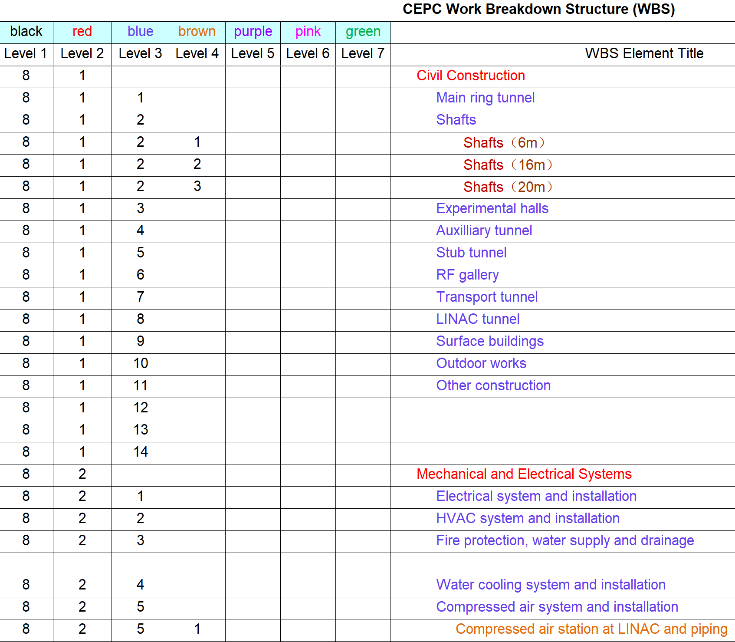 CEPC Work Breakdown Structure (WBS)
black red blue brown purple pink green
Level 1 Level 2 Level 3 Level 4 Level 5 Level 6 Level 7 WBS Element Title
8 1 Civil Construction
8 1 1 Main ring tunnel
8 1 2 Shafts
8 1 2 1 Shafts（6m）
8 1 2 2 Shafts（16m）
8 1 2 3 Shafts（20m）
8 1 3 Experimental halls
8 1 4 Auxilliary tunnel
8 1 5 Stub tunnel
8 1 6 RF gallery
8 1 7 Transport tunnel
8 1 8 LINAC tunnel
8 1 9 Surface buildings
8 1 10 Outdoor works
8 1 11 Other construction
8 1 12
8 1 13
8 1 14
8 2 Mechanical and Electrical Systems
8 2 1 Electrical system and installation
8 2 2 HVAC system and installation
8 2 3 Fire protection, water supply and drainage
8 2 4 Water cooling system and installation
8 2 5 Compressed air system and installation
8 2 5 1 Compressed air station at LINAC and piping